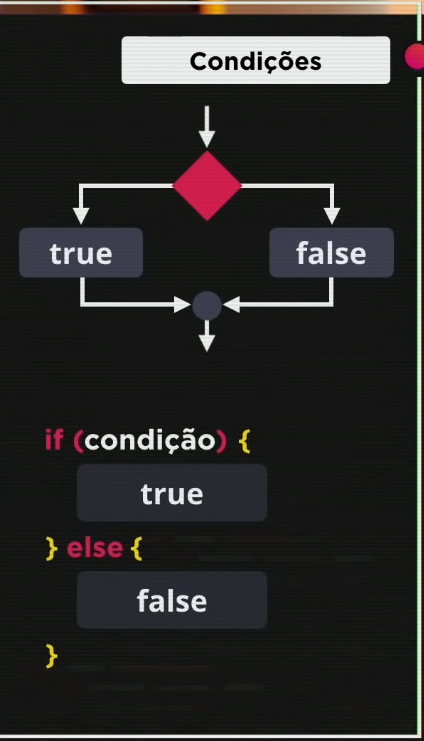 Condições
true false
if (condição) {
true
} else {
false
}